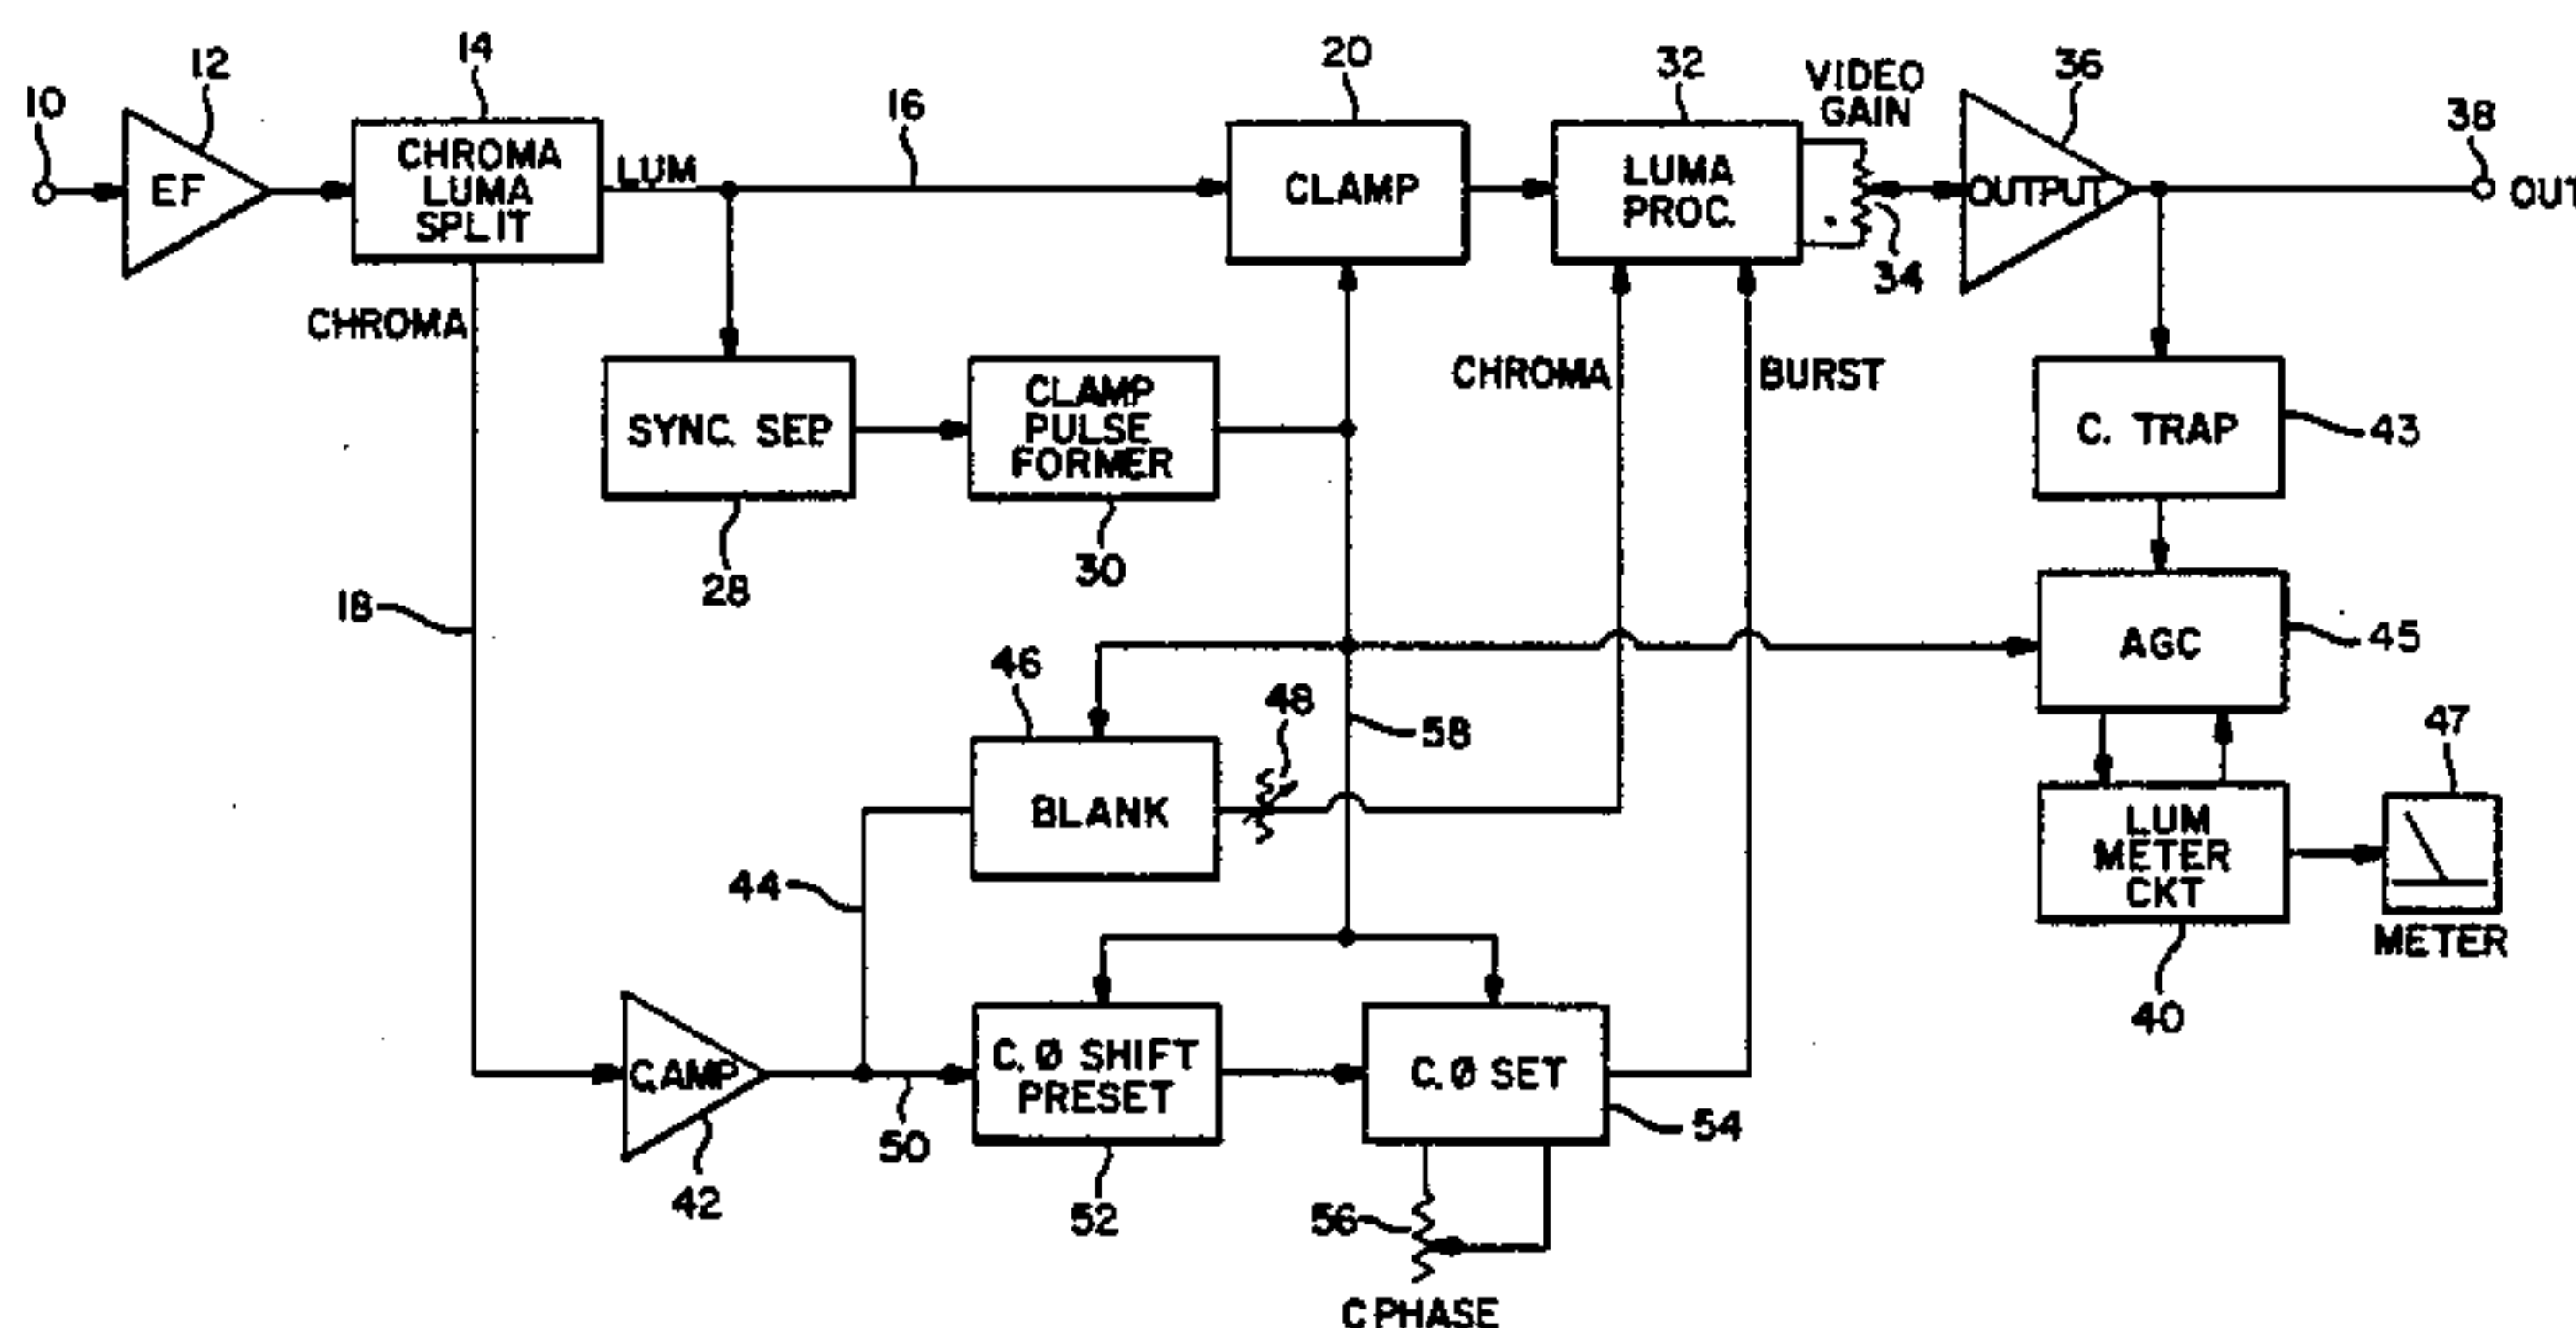 10
12
14
16
20
32
VIDEO
GAIN
36
38
EF
CHROMA
LUMA
SPLIT
LUM
CLAMP
LUMA
PROC.
OUTPUT
OUT
34
CHROMA
SYNC. SEP
CLAMP
PULSE
FORMER
CHROMA
BURST
C. TRAP
43
28
30
18
46
48
58
AGC
45
47
BLANK
LUM
METER
CKT
METER
44
40
C.AMP
C.Ø SHIFT
PRESET
C.Ø SET
54
50
42
52
56
C PHASE